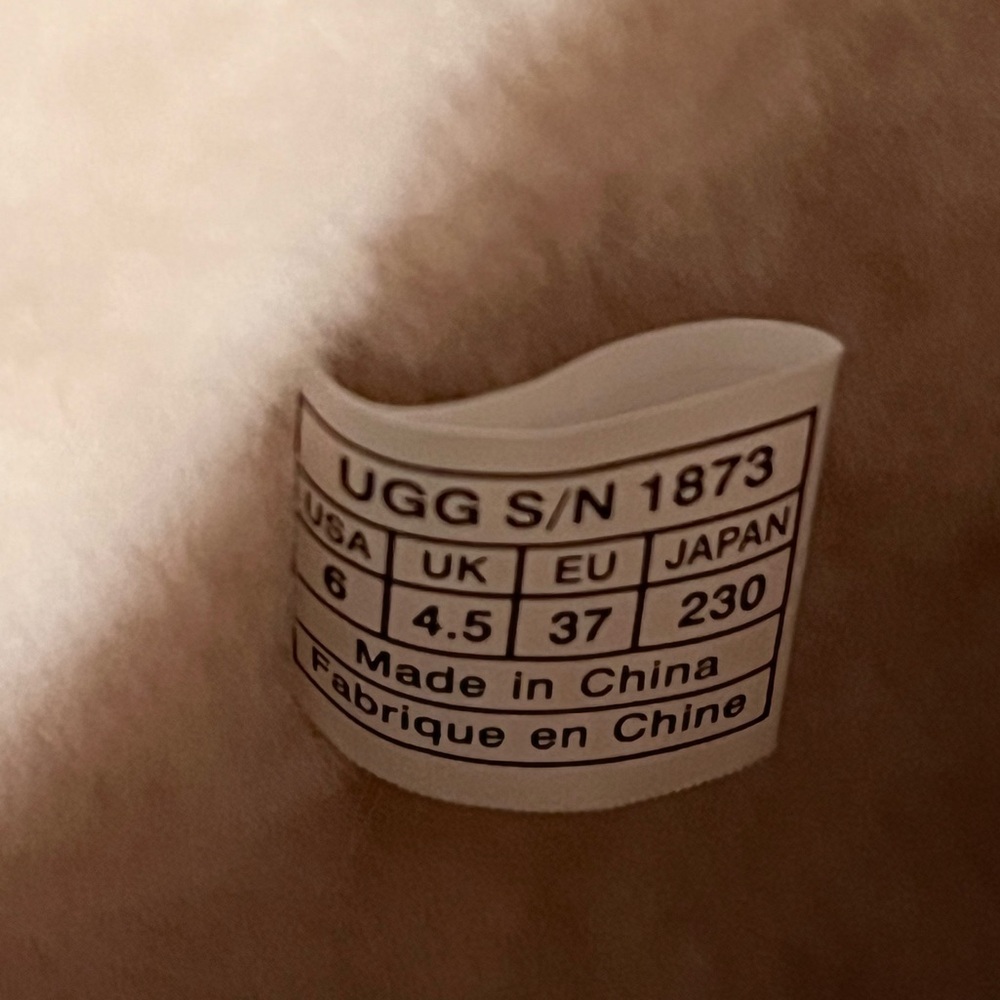 UGG S/N 1873
USA UK EU JAPAN
6 4.5 37 230
Made in China
Fabrique en Chine